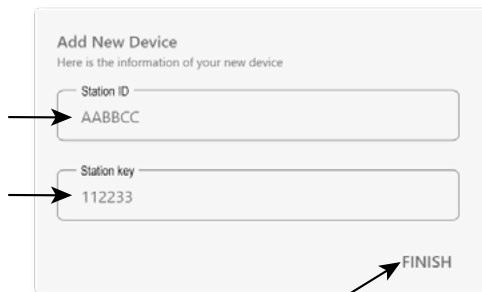 Add New Device
Here is the information of your new device
Station ID
AABBCC
Station key
112233
FINISH